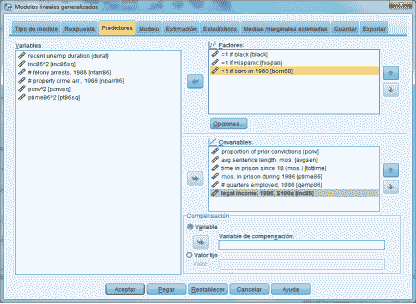 Modelos lineales generalizados
Tipo de modelo
Respuesta
Predictores
Modelo
Estimación
Estadísticos
Medias marginales estimadas
Guardar
Exportar
Variables:
recent unemp duration [durat]
inc86^2 [inc86sq]
# felony arrests, 1986 [nfarr86]
# property crme arr., 1986 [nparr86]
pcnv^2 [pcnvsq]
ptime86^2 [pt86sq]
Factores:
=1 if black [black]
=1 if Hispanic [hispan]
=1 if born in 1960 [born60]
Opciones...
Covariables:
proportion of prior convictions [pcnv]
avg sentence length, mos. [avgsen]
time in prison since 18 (mos.) [tottime]
mos. in prison during 1986 [ptime86]
# quarters employed, 1986 [qemp86]
legal income, 1986, $100s [inc86]
Compensación
Variable
Variable de compensación:
Valor fijo
Valor:
Aceptar
Pegar
Restablecer
Cancelar
Ayuda